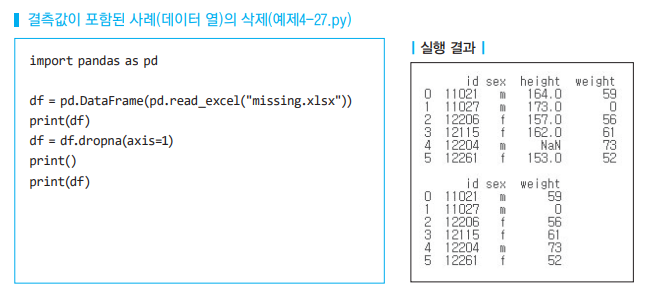 결측값이 포함된 사례(데이터 열)의 삭제(예제4-27.py)
import pandas as pd
df = pd.DataFrame(pd.read_excel("missing.xlsx"))
print(df)
df = df.dropna(axis=1)
print()
print(df)
| 실행 결과 |
id sex height weight
0 11021 m 164.0 59
1 11027 m 173.0 0
2 12206 f 157.0 56
3 12115 f 162.0 61
4 12204 m NaN 73
5 12261 f 153.0 52
id sex weight
0 11021 m 59
1 11027 m 0
2 12206 f 56
3 12115 f 61
4 12204 m 73
5 12261 f 52